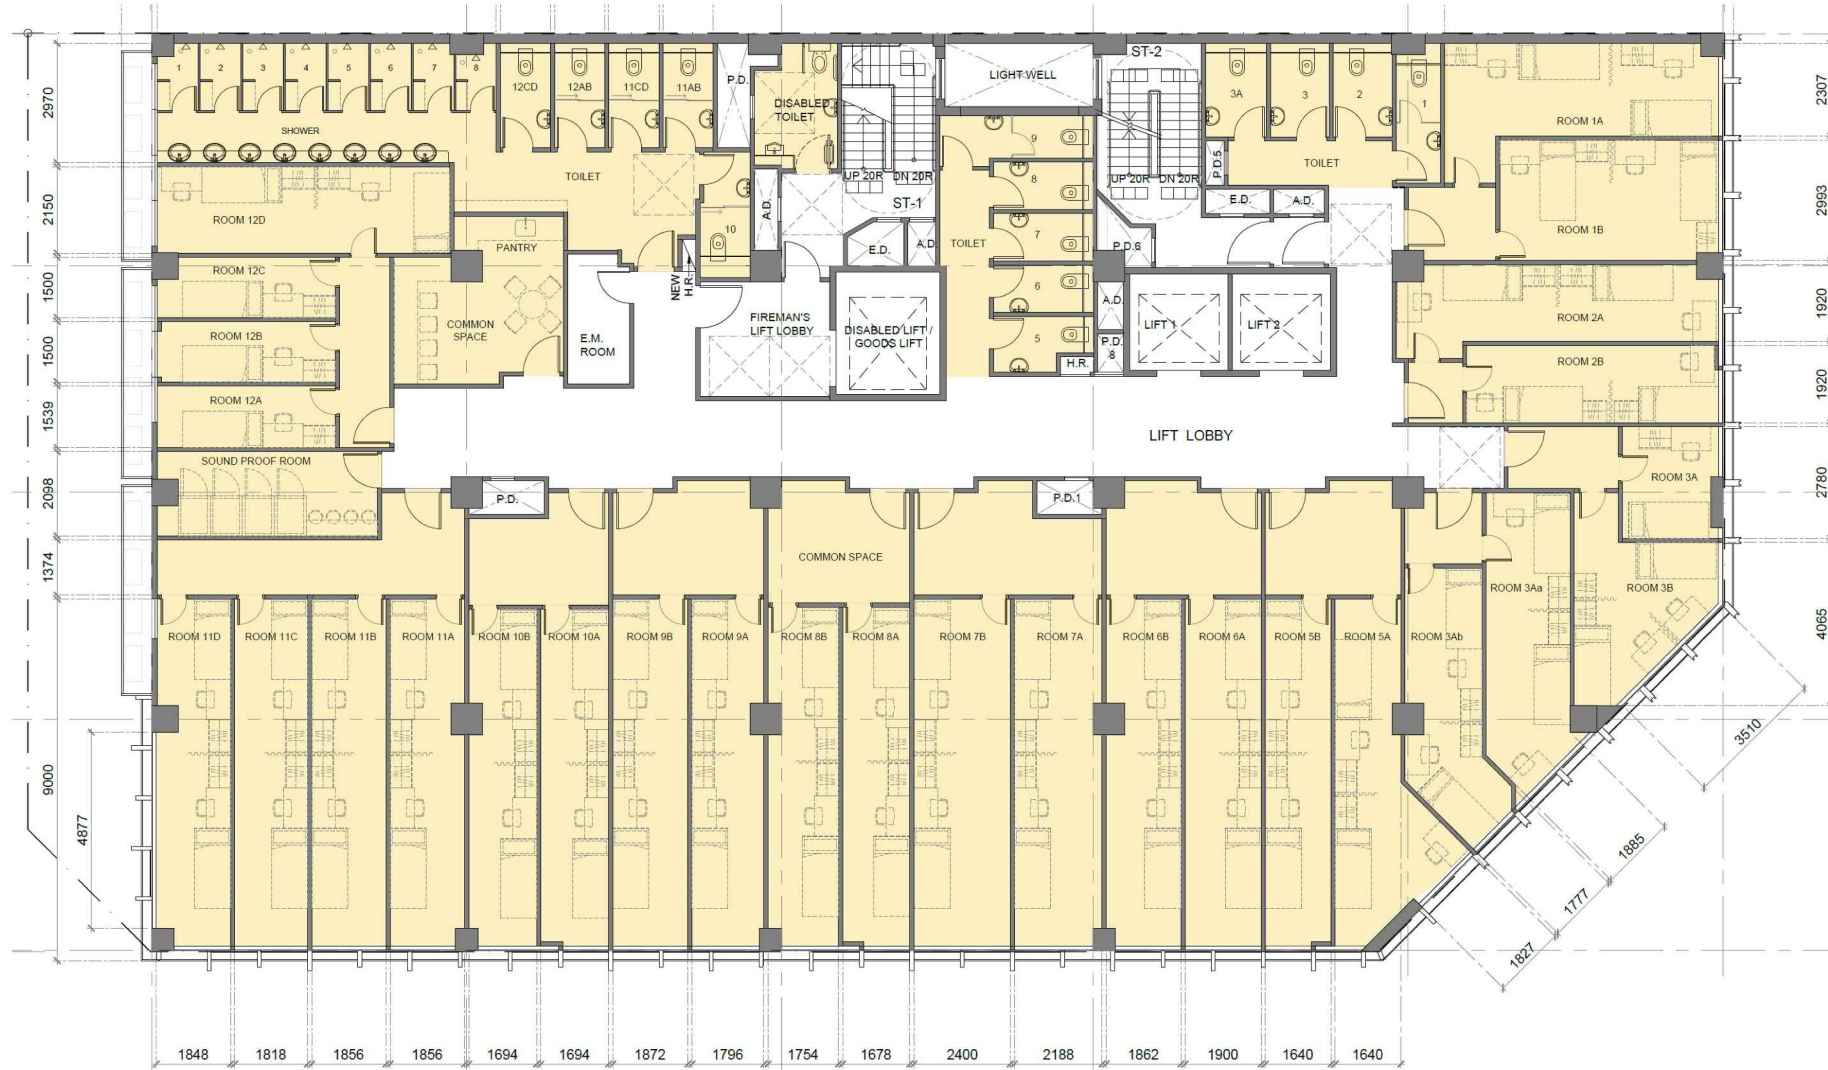 1
2
3
4
5
6
7
8
12CD
12AB
11CD
11AB
P.D.
DISABLED
TOILET
LIGHT WELL
ST-2
3A
3
2
1
ROOM 1A
SHOWER
TOILET
UP 20R
DN 20R
ST-1
A.D.
10
9
8
7
6
5
TOILET
UP 20R
DN 20R
P.D.5
TOILET
E.D.
A.D.
P.D.6
ROOM 12D
PANTRY
E.D.
A.D
ROOM 1B
ROOM 12C
ROOM 12B
ROOM 12A
COMMON
SPACE
E.M.
ROOM
NEW
H.R.
FIREMAN'S
LIFT LOBBY
DISABLED LIFT /
GOODS LIFT
A.D.
P.D.
8
H.R.
LIFT 1
LIFT 2
ROOM 2A
ROOM 2B
LIFT LOBBY
SOUND PROOF ROOM
P.D.
P.D.1
ROOM 3A
COMMON SPACE
ROOM 3Aa
ROOM 3B
ROOM 11D
ROOM 11C
ROOM 11B
ROOM 11A
ROOM 10B
ROOM 10A
ROOM 9B
ROOM 9A
ROOM 8B
ROOM 8A
ROOM 7B
ROOM 7A
ROOM 6B
ROOM 6A
ROOM 5B
ROOM 5A
ROOM 3Ab
2970
2150
1500
1500
1539
2098
1374
9000
4877
2307
2993
1920
1920
2780
4065
3510
1885
1777
1827
1848
1818
1856
1856
1694
1694
1872
1796
1754
1678
2400
2188
1862
1900
1640
1640